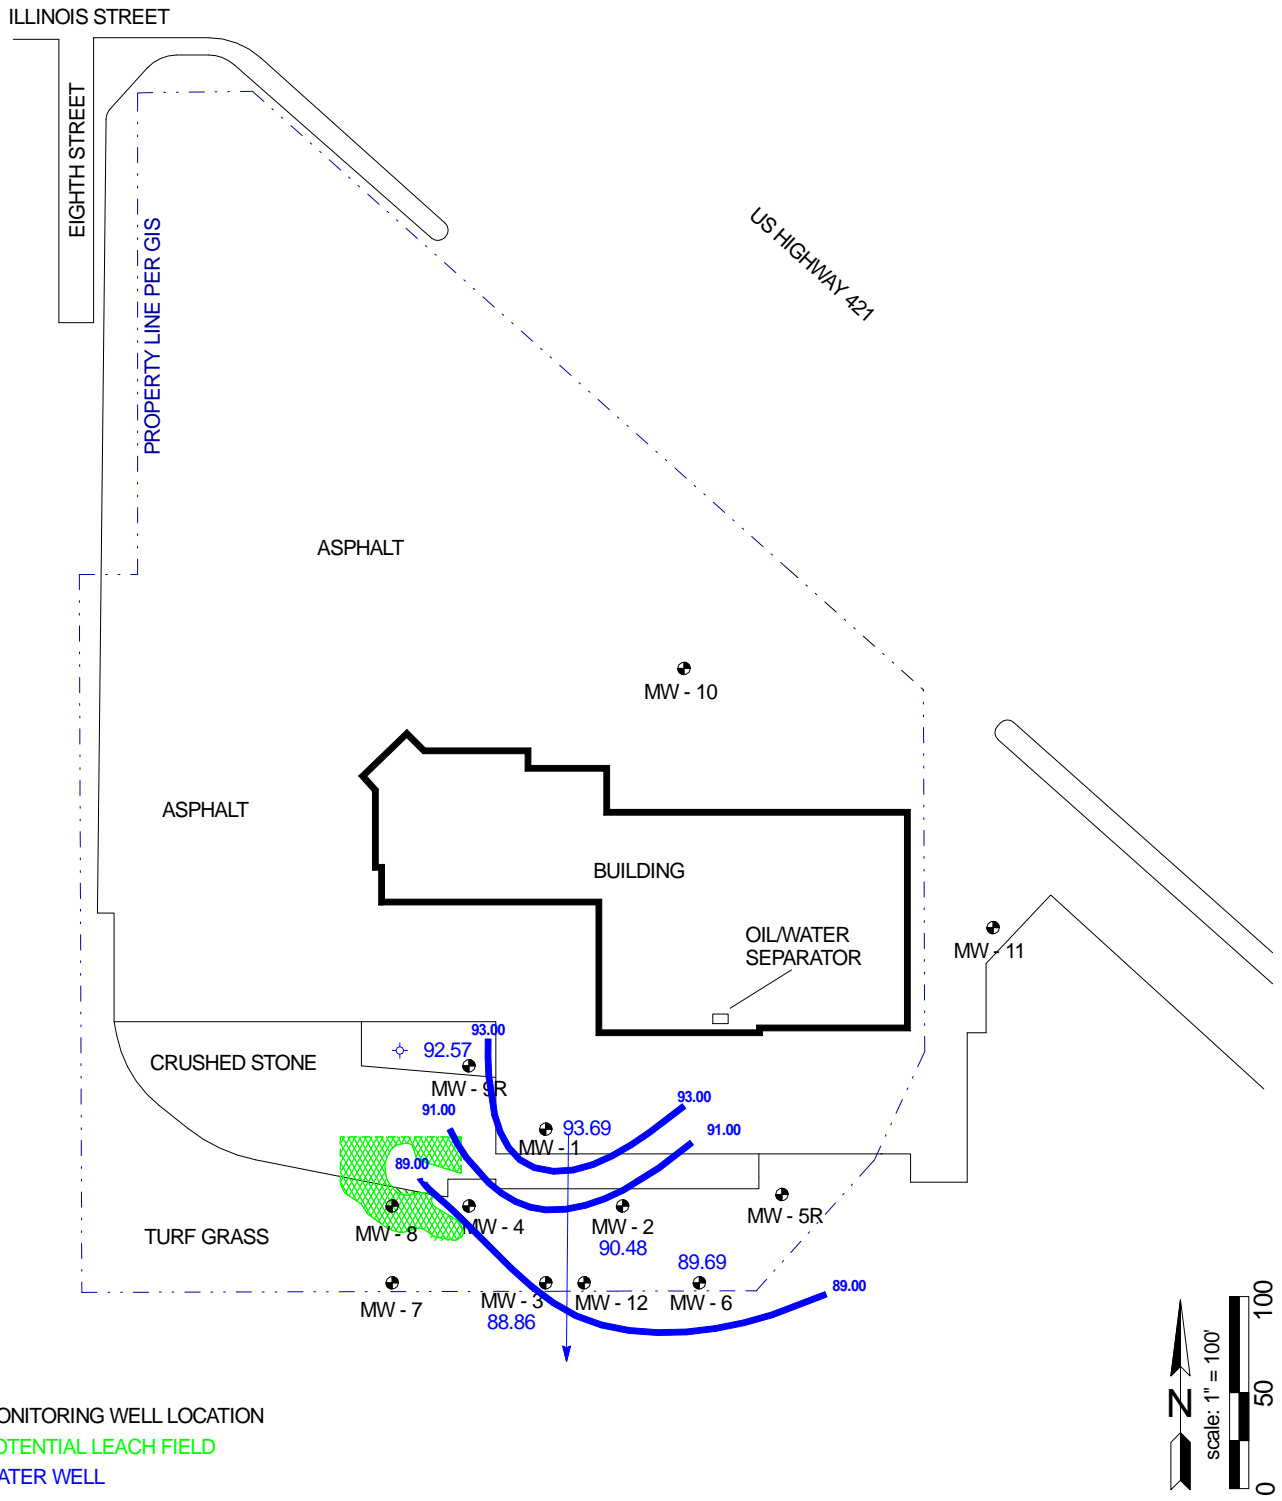 ILLINOIS STREET
EIGHTH STREET
PROPERTY LINE PER GIS
US HIGHWAY 421
ASPHALT
MW - 10
ASPHALT
BUILDING
OIL/WATER
SEPARATOR
MW - 11
93.00
92.57
CRUSHED STONE
MW - 9R
93.00
91.00
93.69
91.00
MW - 1
89.00
MW - 8
MW - 4
MW - 2
MW - 5R
TURF GRASS
90.48
89.69
89.00
MW - 7
MW - 3
MW - 12
MW - 6
88.86
N
scale: 1" = 100'
0
50
100
ONITORING WELL LOCATION
OTENTIAL LEACH FIELD
ATER WELL